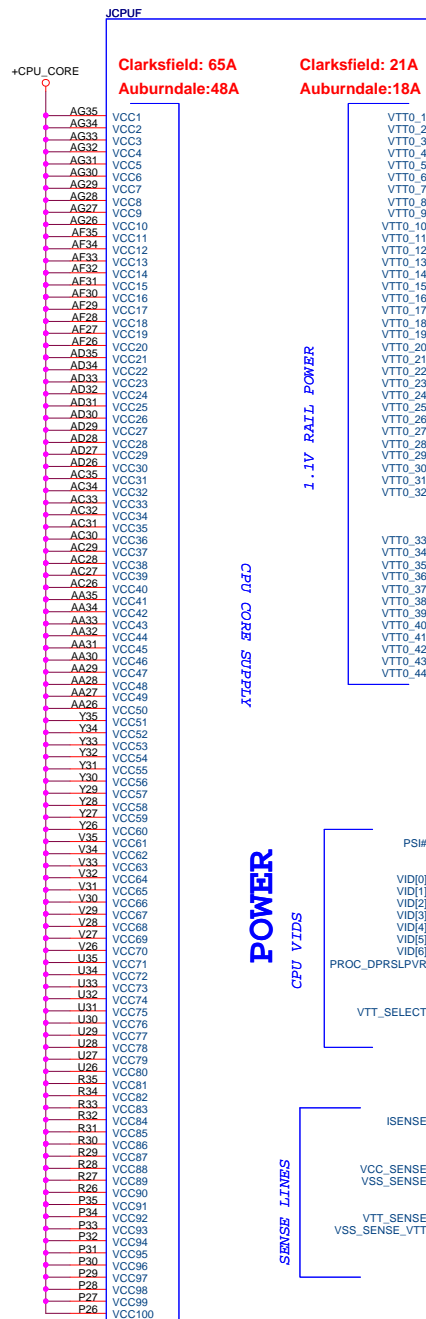 JCPUF
+CPU_CORE
Clarksfield: 65A
Auburndale:48A
Clarksfield: 21A
Auburndale:18A
AG35 VCC1
AG34 VCC2
AG33 VCC3
AG32 VCC4
AG31 VCC5
AG30 VCC6
AG29 VCC7
AG28 VCC8
AG27 VCC9
AG26 VCC10
AF35 VCC11
AF34 VCC12
AF33 VCC13
AF32 VCC14
AF31 VCC15
AF30 VCC16
AF29 VCC17
AF28 VCC18
AF27 VCC19
AF26 VCC20
AD35 VCC21
AD34 VCC22
AD33 VCC23
AD32 VCC24
AD31 VCC25
AD30 VCC26
AD29 VCC27
AD28 VCC28
AD27 VCC29
AD26 VCC30
AC35 VCC31
AC34 VCC32
AC33 VCC33
AC32 VCC34
AC31 VCC35
AC30 VCC36
AC29 VCC37
AC28 VCC38
AC27 VCC39
AC26 VCC40
AA35 VCC41
AA34 VCC42
AA33 VCC43
AA32 VCC44
AA31 VCC45
AA30 VCC46
AA29 VCC47
AA28 VCC48
AA27 VCC49
AA26 VCC50
Y35 VCC51
Y34 VCC52
Y33 VCC53
Y32 VCC54
Y31 VCC55
Y30 VCC56
Y29 VCC57
Y28 VCC58
Y27 VCC59
Y26 VCC60
V35 VCC61
V34 VCC62
V33 VCC63
V32 VCC64
V31 VCC65
V30 VCC66
V29 VCC67
V28 VCC68
V27 VCC69
V26 VCC70
U35 VCC71
U34 VCC72
U33 VCC73
U32 VCC74
U31 VCC75
U30 VCC76
U29 VCC77
U28 VCC78
U27 VCC79
U26 VCC80
R35 VCC81
R34 VCC82
R33 VCC83
R32 VCC84
R31 VCC85
R30 VCC86
R29 VCC87
R28 VCC88
R27 VCC89
R26 VCC90
P35 VCC91
P34 VCC92
P33 VCC93
P32 VCC94
P31 VCC95
P30 VCC96
P29 VCC97
P28 VCC98
P27 VCC99
P26 VCC100
CPU CORE SUPPLY
POWER
1.1V RAIL POWER
VTT0_1
VTT0_2
VTT0_3
VTT0_4
VTT0_5
VTT0_6
VTT0_7
VTT0_8
VTT0_9
VTT0_10
VTT0_11
VTT0_12
VTT0_13
VTT0_14
VTT0_15
VTT0_16
VTT0_17
VTT0_18
VTT0_19
VTT0_20
VTT0_21
VTT0_22
VTT0_23
VTT0_24
VTT0_25
VTT0_26
VTT0_27
VTT0_28
VTT0_29
VTT0_30
VTT0_31
VTT0_32
VTT0_33
VTT0_34
VTT0_35
VTT0_36
VTT0_37
VTT0_38
VTT0_39
VTT0_40
VTT0_41
VTT0_42
VTT0_43
VTT0_44
CPU VIDS
PSI#
VID[0]
VID[1]
VID[2]
VID[3]
VID[4]
VID[5]
VID[6]
PROC_DPRSLPVR
VTT_SELECT
SENSE LINES
ISENSE
VCC_SENSE
VSS_SENSE
VTT_SENSE
VSS_SENSE_VTT